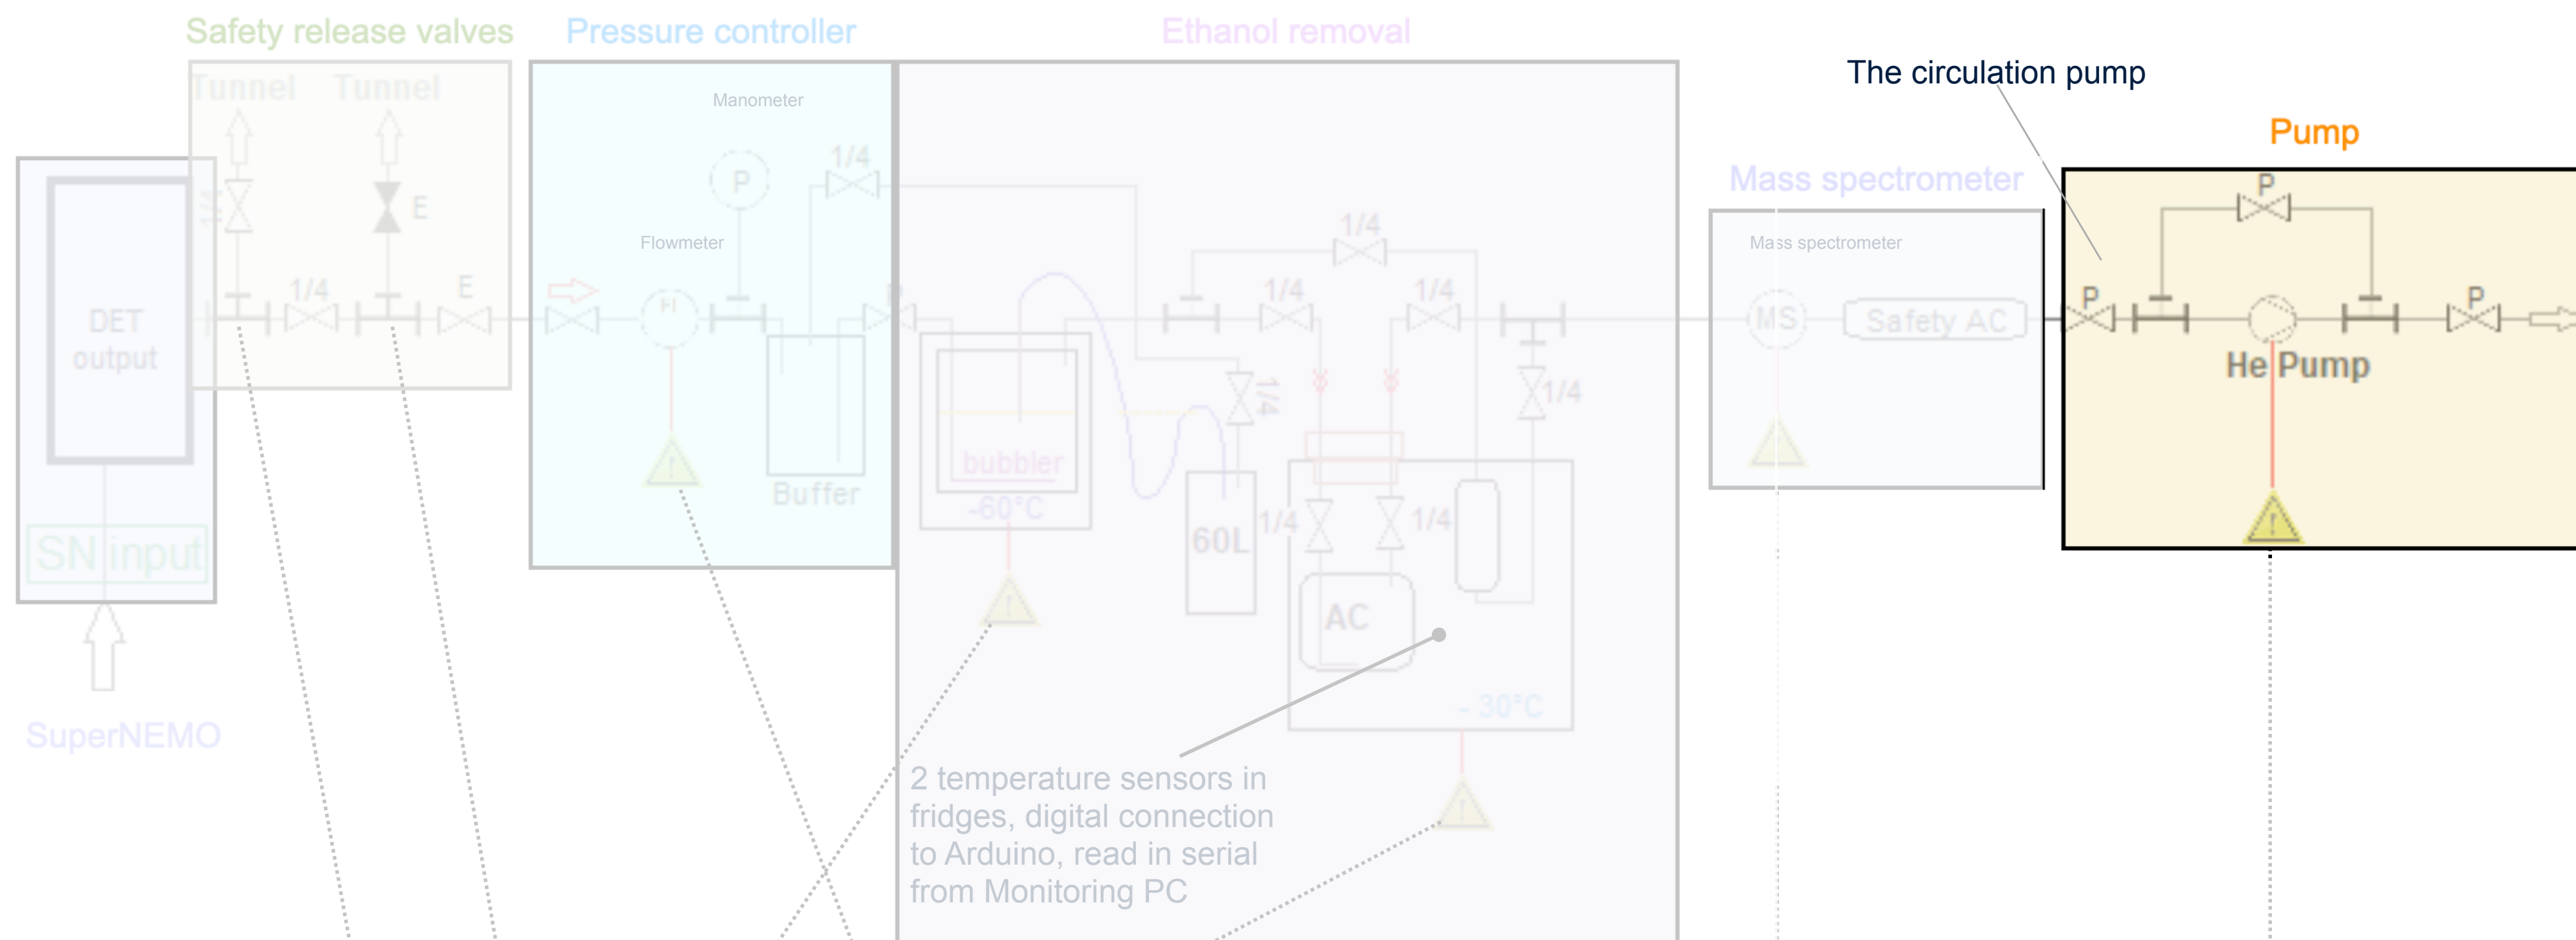 Safety release valves
Pressure controller
Ethanol removal
The circulation pump
Pump
Mass spectrometer
Tunnel
Tunnel
1/4
E
1/4
E
DET
output
SN input
SuperNEMO
Manometer
P
1/4
Flowmeter
FI
P
Buffer
bubbler
-60°C
1/4
60L
1/4
1/4
1/4
1/4
1/4
1/4
AC
- 30°C
2 temperature sensors in
fridges, digital connection
to Arduino, read in serial
from Monitoring PC
Mass spectrometer
MS
Safety AC
P
P
P
He Pump
!
!
!
!
!